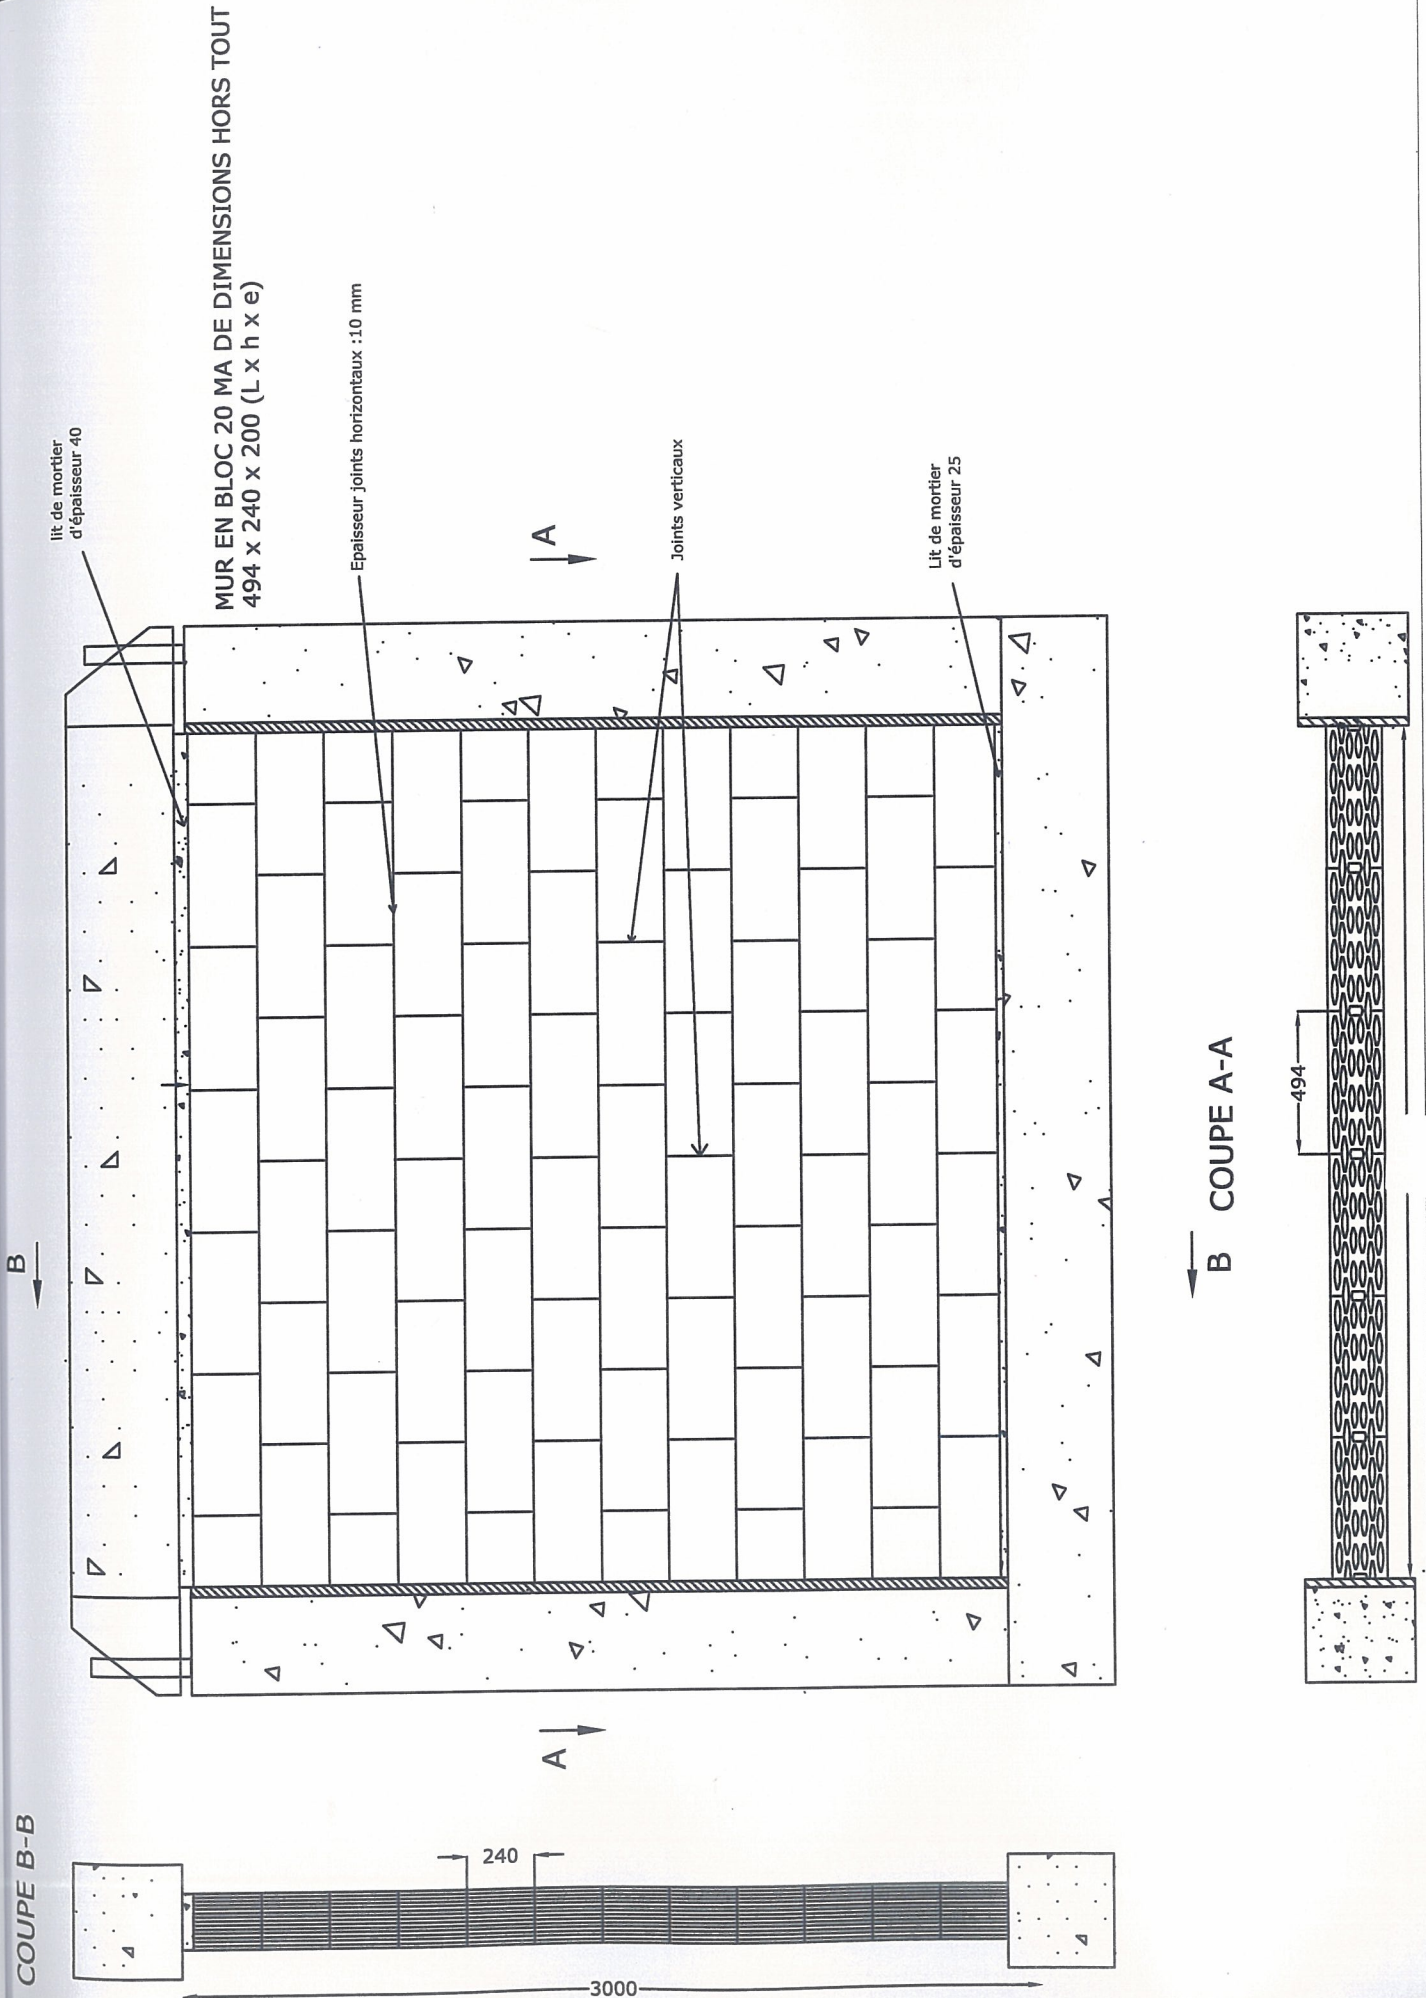 lit de mortier
d'épaisseur 40
MUR EN BLOC 20 MA DE DIMENSIONS HORS TOUT
494 x 240 x 200 (L x h x e)
Epaisseur joints horizontaux :10 mm
A
Joints verticaux
Lit de mortier
d'épaisseur 25
B
A
B
COUPE A-A
494
COUPE B-B
240
3000